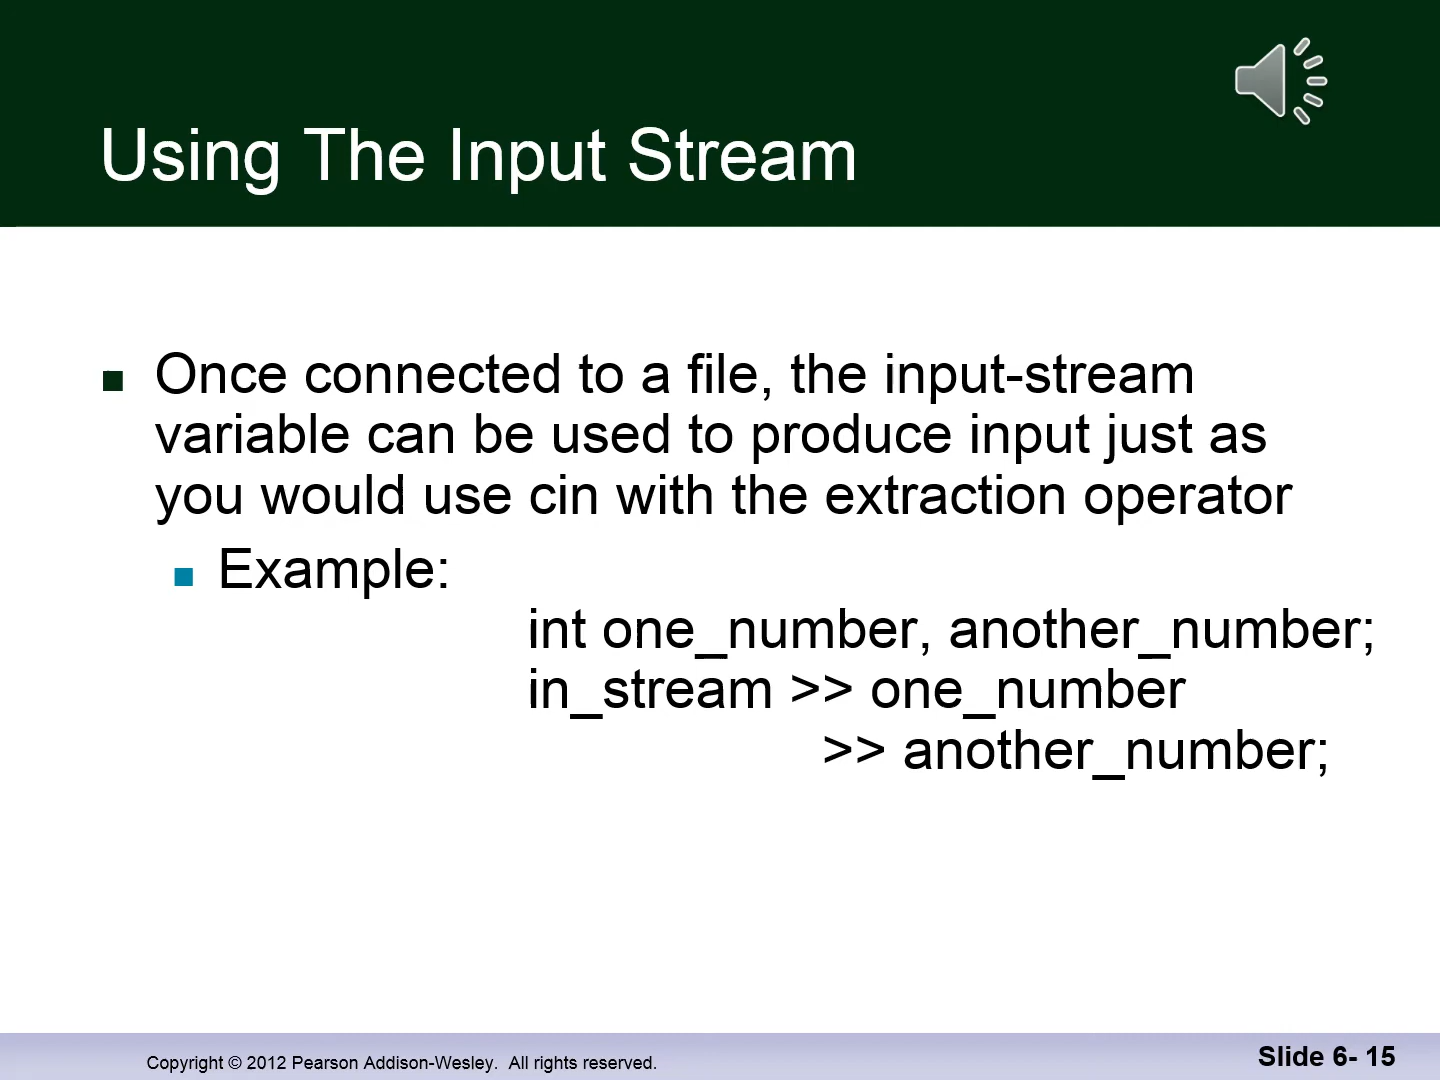 Using The Input Stream
Once connected to a file, the input-stream
variable can be used to produce input just as
you would use cin with the extraction operator
Example:
int one_number, another_number;
in_stream >> one_number
>> another_number;
Copyright © 2012 Pearson Addison-Wesley. All rights reserved.
Slide 6- 15